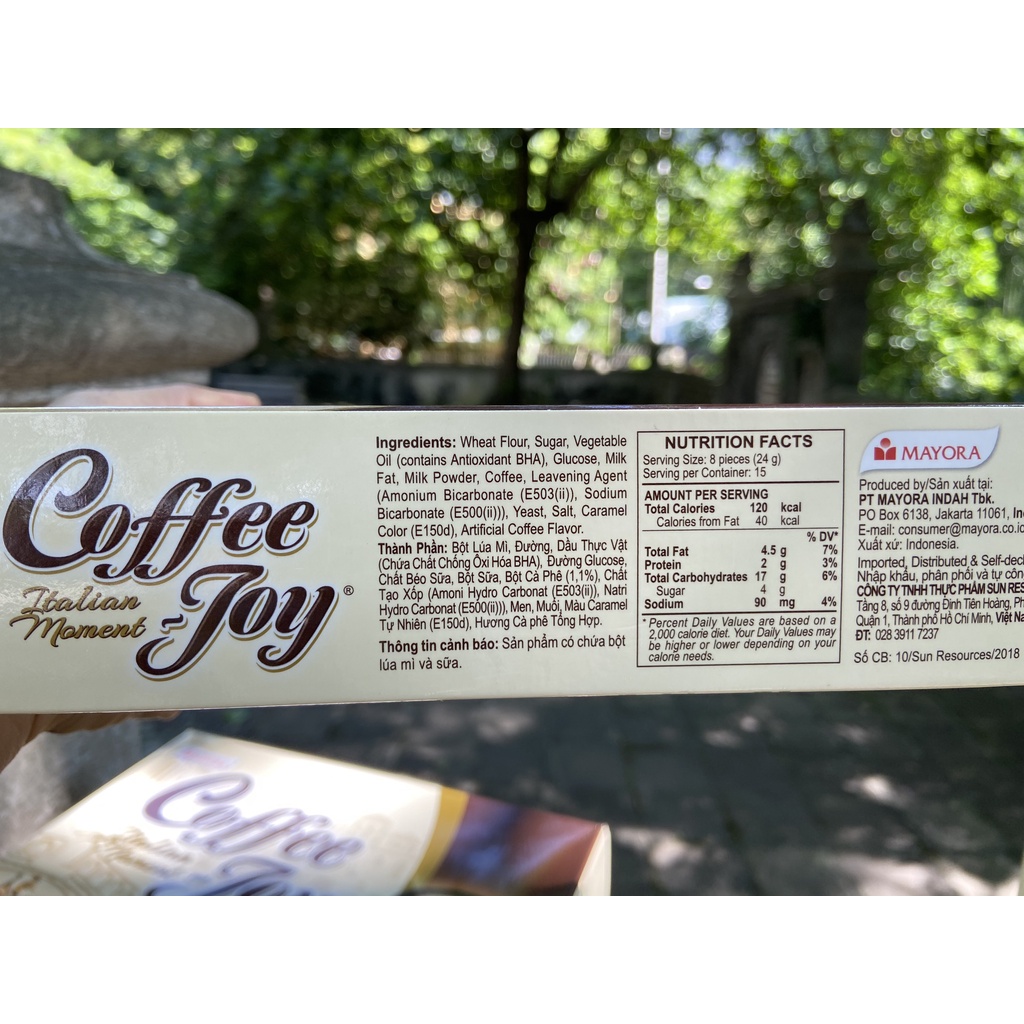 Coffee
Joy®
Italian
Moment
Ingredients: Wheat Flour, Sugar, Vegetable
Oil (contains Antioxidant BHA), Glucose, Milk
Fat, Milk Powder, Coffee, Leavening Agent
(Amonium Bicarbonate (E503(ii)), Sodium
Bicarbonate (E500(ii))), Yeast, Salt, Caramel
Color (E150d), Artificial Coffee Flavor.
Thành Phần: Bột Lúa Mì, Đường, Dầu Thực Vật
(Chứa Chất Chống Ôxi Hóa BHA), Đường Glucose,
Chất Béo Sữa, Bột Sữa, Bột Cà Phê (1,1%), Chất
Tạo Xốp (Amoni Hydro Carbonat (E503(ii)), Natri
Hydro Carbonat (E500(ii))), Men, Muối, Màu Caramel
Tự Nhiên (E150d), Hương Cà phê Tổng Hợp.
Thông tin cảnh báo: Sản phẩm có chứa bột
lúa mì và sữa.
NUTRITION FACTS
Serving Size: 8 pieces (24 g)
Serving per Container: 15
AMOUNT PER SERVING
Total Calories 120 kcal
Calories from Fat 40 kcal
% DV*
Total Fat 4.5 g 7%
Protein 2 g 3%
Total Carbohydrates 17 g 6%
Sugar 4 g
Sodium 90 mg 4%
* Percent Daily Values are based on a
2,000 calorie diet. Your Daily Values may
be higher or lower depending on your
calorie needs.
MAYORA
Produced by/Sản xuất tại:
PT MAYORA INDAH Tbk.
PO Box 6138, Jakarta 11061,
E-mail: consumer@mayora.co.id
Xuất xứ: Indonesia.
Imported, Distributed & Self-decl
Nhập khẩu, phân phối và tự côn
CÔNG TY TNHH THỰC PHẨM SUN RES
Tầng 8, số 9 đường Đinh Tiên Hoàng, Ph
Quận 1, Thành phố Hồ Chí Minh, Việt Na
ĐT: 028 3911 7237
Số CB: 10/Sun Resources/2018
Coffee
Italian
Moment
Joy